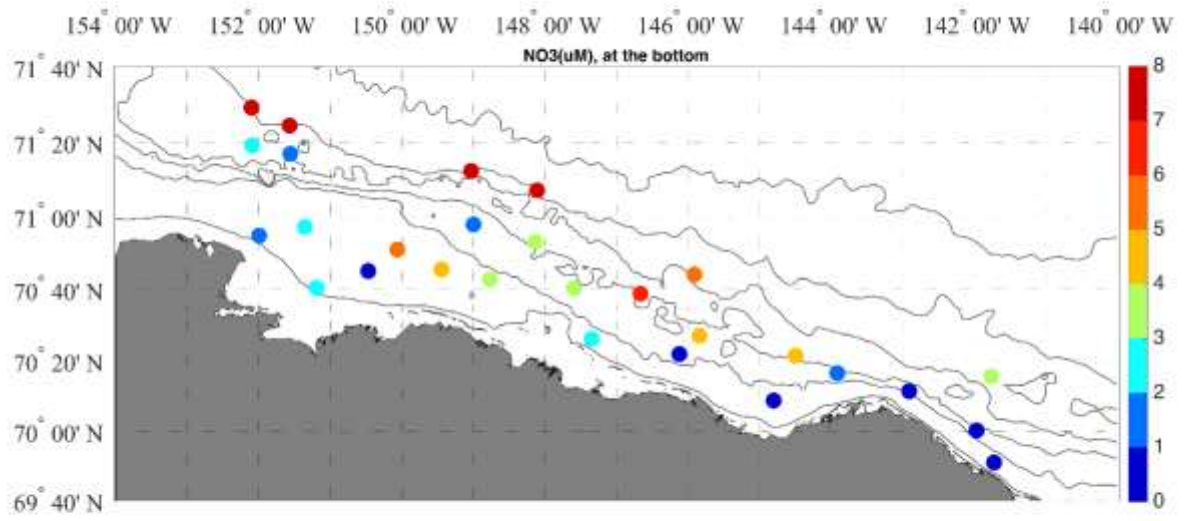 154° 00' W 152° 00' W 150° 00' W 148° 00' W 146° 00' W 144° 00' W 142° 00' W 140° 00' W
NO3(uM), at the bottom
71° 40' N
71° 20' N
71° 00' N
70° 40' N
70° 20' N
70° 00' N
69° 40' N
8
7
6
5
4
3
2
1
0